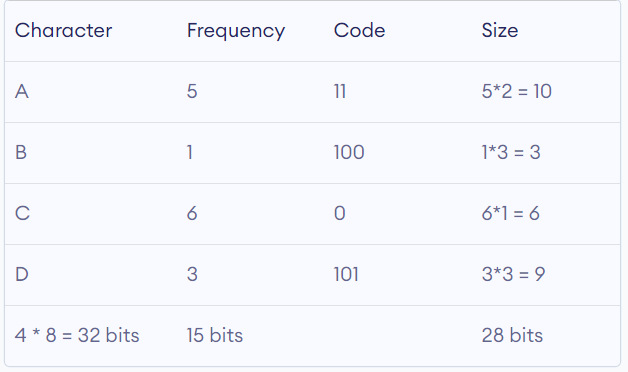 Character Frequency Code Size
A 5 11 5*2 = 10
B 1 100 1*3 = 3
C 6 0 6*1 = 6
D 3 101 3*3 = 9
4 * 8 = 32 bits 15 bits 28 bits